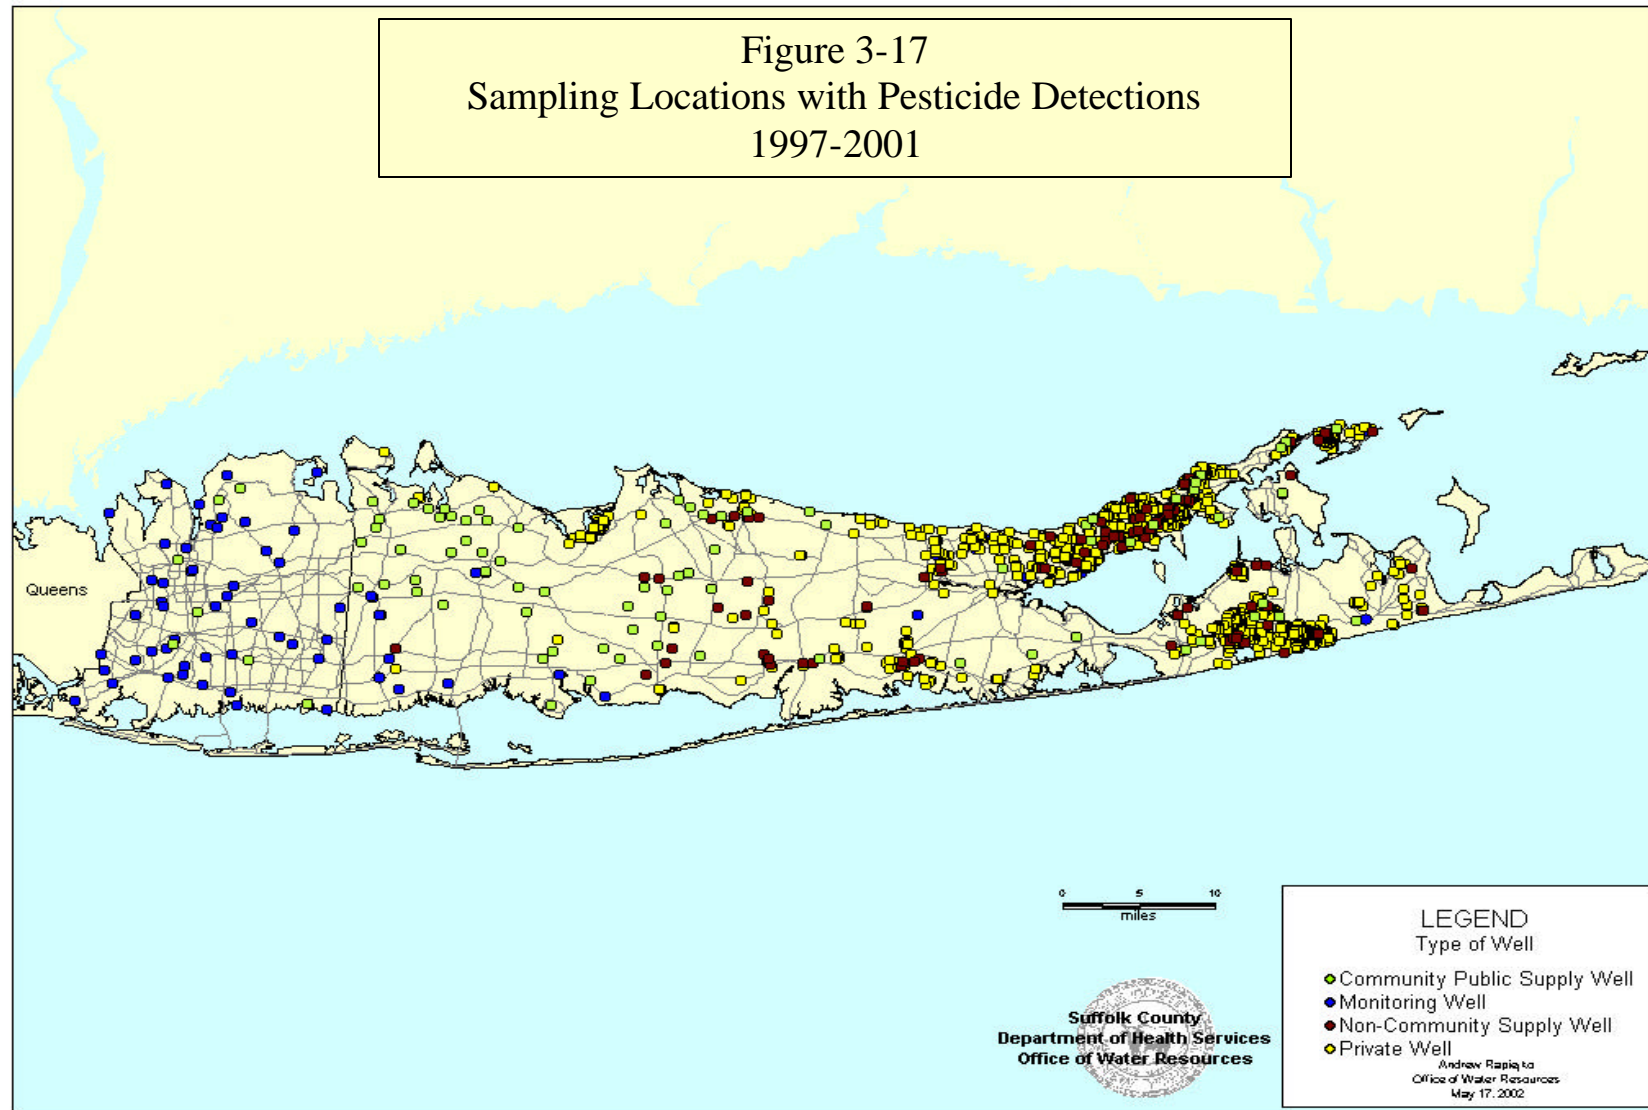 Figure 3-17
Sampling Locations with Pesticide Detections
1997-2001
Queens
0 5 10
miles
LEGEND
Type of Well
Community Public Supply Well
Monitoring Well
Non-Community Supply Well
Private Well
Andrew Rapiejko
Office of Water Resources
May 17, 2002
Suffolk County
Department of Health Services
Office of Water Resources